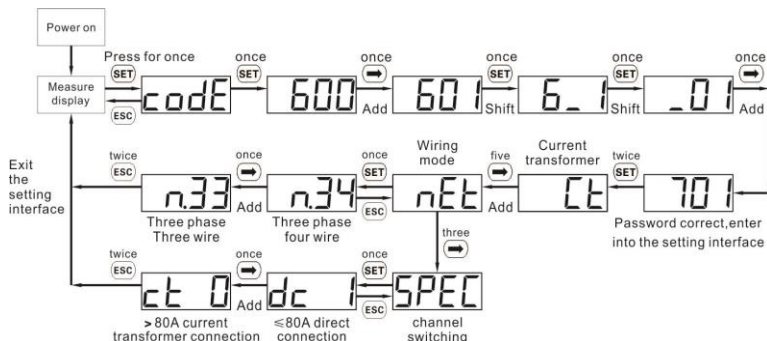 Power on
Press for once
once
once
once
once
once
SET
SET
➡
SET
SET
➡
Measure
display
codE
600
601
6_1
_01
ESC
Add
Shift
Shift
Add
Exit
the
setting
interface
twice
ESC
n.33
once
➡
Add
n.34
once
SET
ESC
Wiring
mode
nEt
five
➡
Add
Current
transformer
Ct
twice
SET
701
Three phase
Three wire
Three phase
four wire
Password correct,enter
into the setting interface
three
➡
twice
ESC
ct 0
once
➡
Add
dc 1
once
SET
ESC
SPEC
>80A current
transformer connection
≤80A direct
connection
channel
switching